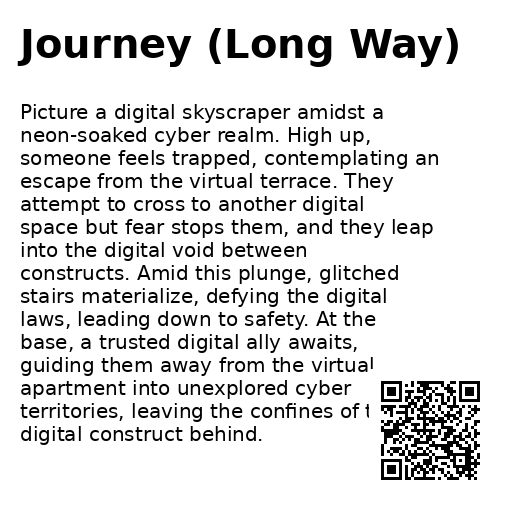 Journey (Long Way)
Picture a digital skyscraper amidst a
neon-soaked cyber realm. High up,
someone feels trapped, contemplating an
escape from the virtual terrace. They
attempt to cross to another digital
space but fear stops them, and they leap
into the digital void between
constructs. Amid this plunge, glitched
stairs materialize, defying the digital
laws, leading down to safety. At the
base, a trusted digital ally awaits,
guiding them away from the virtual
apartment into unexplored cyber
territories, leaving the confines of
digital construct behind.